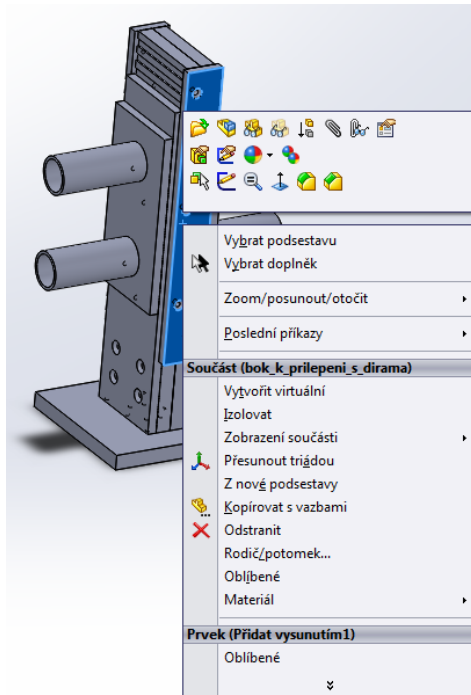 Vybrat podsestavu
Vybrat doplněk
Zoom/posunout/otočit
Poslední příkazy
Součást (bok_k_prilepeni_s_dirama)
Vytvořit virtuální
Izolovat
Zobrazení součásti
Přesunout triádou
Z nové podsestavy
Kopírovat s vazbami
Odstranit
Rodič/potomek...
Oblíbené
Materiál
Prvek (Přidat vysunutím1)
Oblíbené